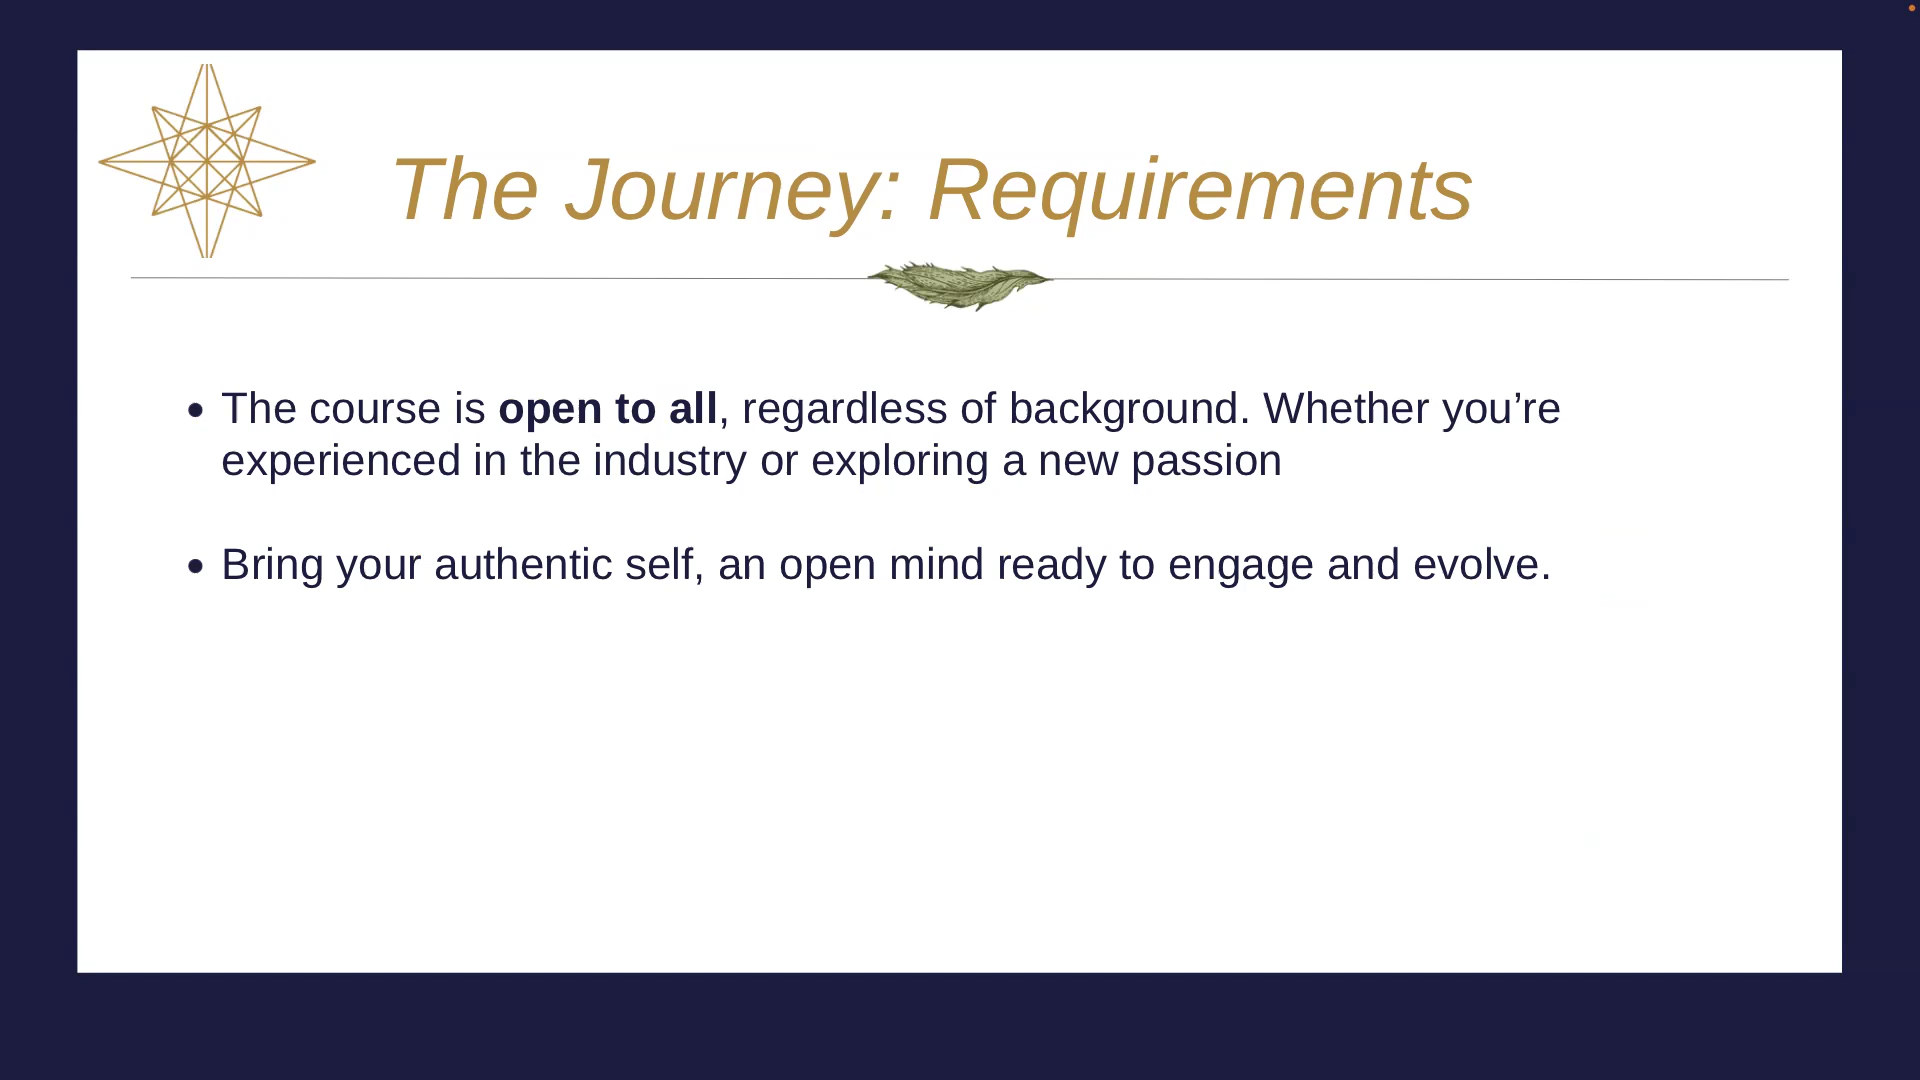 The Journey: Requirements
• The course is open to all, regardless of background. Whether you’re
experienced in the industry or exploring a new passion
• Bring your authentic self, an open mind ready to engage and evolve.